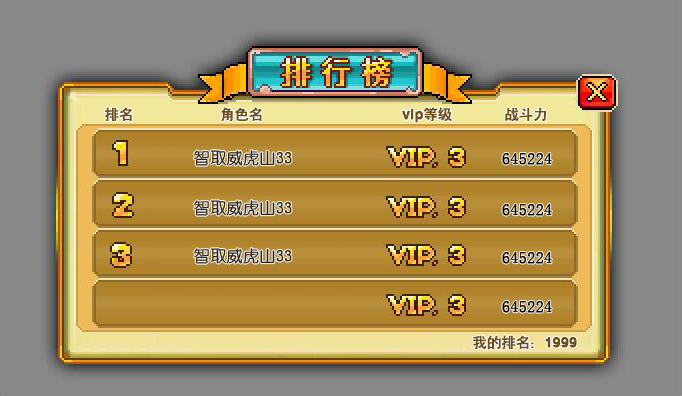 排行榜
排名 角色名 vip等级 战斗力
1 智取威虎山33 VIP. 3 645224
2 智取威虎山33 VIP. 3 645224
3 智取威虎山33 VIP. 3 645224
VIP. 3 645224
我的排名: 1999